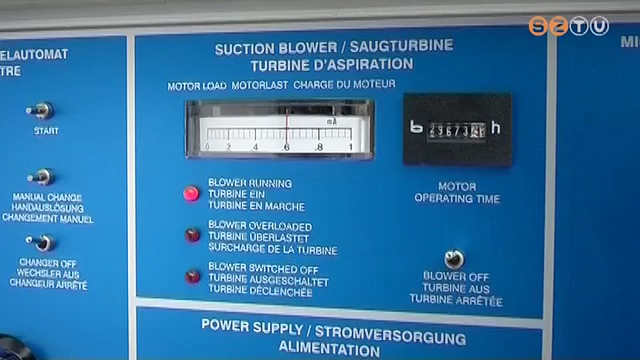 SZTV
ELAUTOMAT
TRE
START
MANUAL CHANGE
HANDAUSLÖSUNG
CHANGEMENT MANUEL
CHANGER OFF
WECHSLER AUS
CHANGEUR ARRÊTÉ
SUCTION BLOWER / SAUGTURBINE
TURBINE D'ASPIRATION
MOTOR LOAD MOTORLAST CHARGE DU MOTEUR
mA
0 .2 .4 .6 .8 1
h
MOTOR
OPERATING TIME
BLOWER RUNNING
TURBINE EIN
TURBINE EN MARCHE
BLOWER OVERLOADED
TURBINE ÜBERLASTET
SURCHARGE DE LA TURBINE
BLOWER SWITCHED OFF
TURBINE AUSGESCHALTET
TURBINE DÉCLENCHÉE
BLOWER OFF
TURBINE AUS
TURBINE ARRÊTÉE
POWER SUPPLY / STROMVERSORGUNG
ALIMENTATION
MI